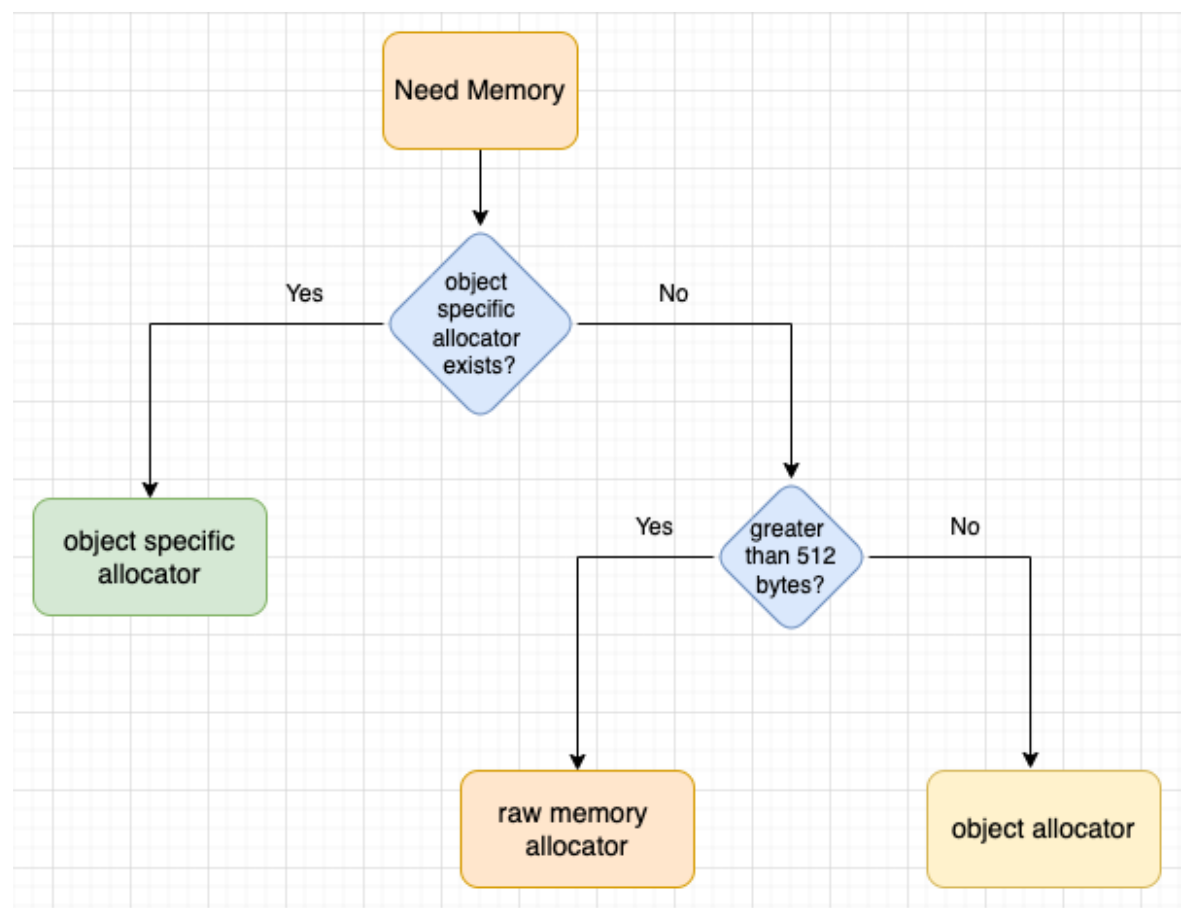 Need Memory
object
specific
allocator
exists?
Yes
No
object specific
allocator
greater
than 512
bytes?
Yes
No
raw memory
allocator
object allocator